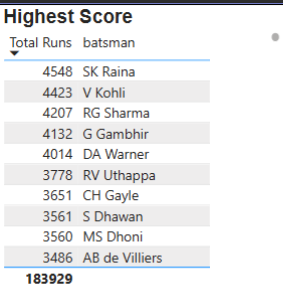 Highest Score
Total Runs batsman
4548 SK Raina
4423 V Kohli
4207 RG Sharma
4132 G Gambhir
4014 DA Warner
3778 RV Uthappa
3651 CH Gayle
3561 S Dhawan
3560 MS Dhoni
3486 AB de Villiers
183929